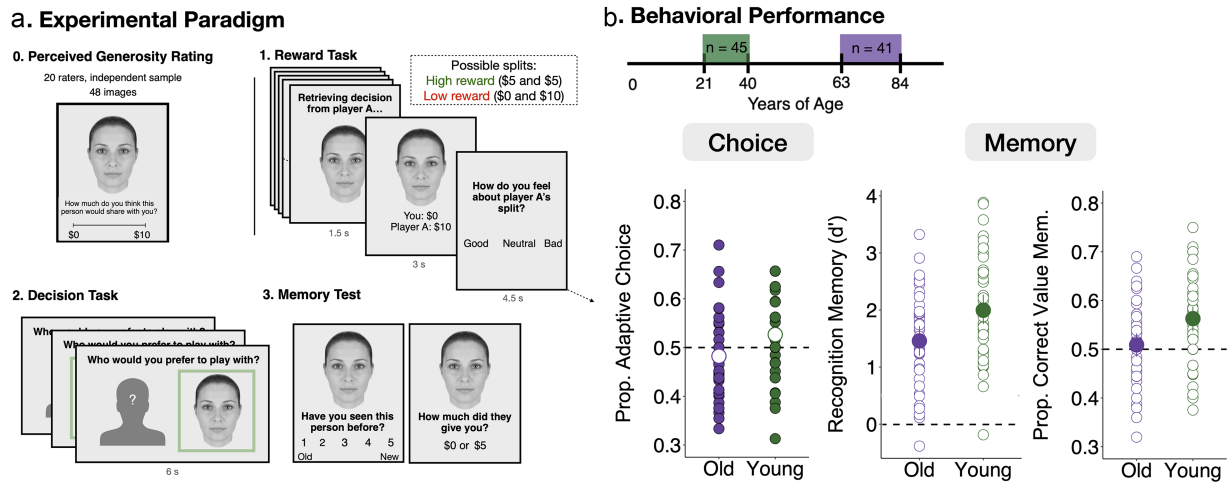 a. Experimental Paradigm
0. Perceived Generosity Rating
20 raters, independent sample
48 images
How much do you think this
person would share with you?
$0 $10
1. Reward Task
Possible splits:
High reward ($5 and $5)
Low reward ($0 and $10)
Retrieving decision
from player A...
1.5 s
You: $0
Player A: $10
3 s
How do you feel
about player A's
split?
Good Neutral Bad
4.5 s
2. Decision Task
Who would you prefer to play with?
?
6 s
3. Memory Test
Have you seen this
person before?
1 2 3 4 5
Old New
How much did they
give you?
$0 or $5
b. Behavioral Performance
n = 45 n = 41
0 21 40 63 84
Years of Age
Choice
Prop. Adaptive Choice
0.8
0.7
0.6
0.5
0.4
0.3
Old Young
Memory
Recognition Memory (d')
4
3
2
1
0
Old Young
Prop. Correct Value Mem.
0.8
0.7
0.6
0.5
0.4
0.3
Old Young